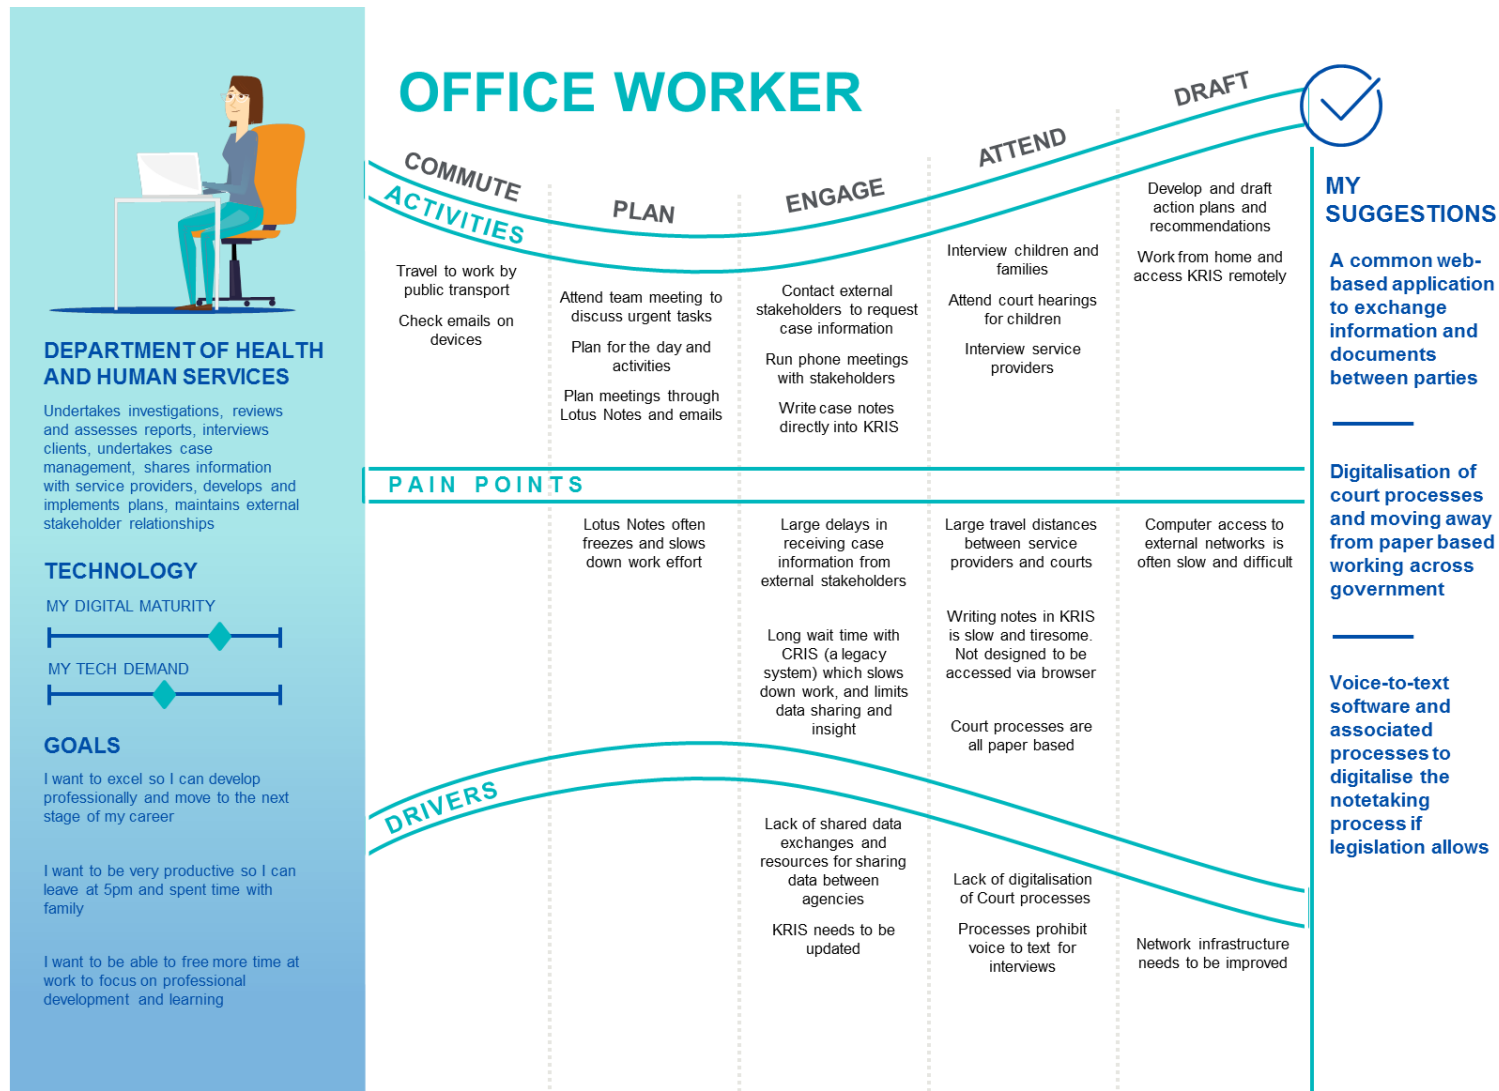 OFFICE WORKER
DEPARTMENT OF HEALTH
AND HUMAN SERVICES
Undertakes investigations, reviews
and assesses reports, interviews
clients, undertakes case
management, shares information
with service providers, develops and
implements plans, maintains external
stakeholder relationships
TECHNOLOGY
MY DIGITAL MATURITY
MY TECH DEMAND
GOALS
I want to excel so I can develop
professionally and move to the next
stage of my career
I want to be very productive so I can
leave at 5pm and spent time with
family
I want to be able to free more time at
work to focus on professional
development and learning
ACTIVITIES
COMMUTE
Travel to work by
public transport
Check emails on
devices
PLAN
Attend team meeting to
discuss urgent tasks
Plan for the day and
activities
Plan meetings through
Lotus Notes and emails
ENGAGE
Contact external
stakeholders to request
case information
Run phone meetings
with stakeholders
Write case notes
directly into KRIS
ATTEND
Interview children and
families
Attend court hearings
for children
Interview service
providers
DRAFT
Develop and draft
action plans and
recommendations
Work from home and
access KRIS remotely
PAIN POINTS
Lotus Notes often
freezes and slows
down work effort
Large delays in
receiving case
information from
external stakeholders
Long wait time with
CRIS (a legacy
system) which slows
down work, and limits
data sharing and
insight
Large travel distances
between service
providers and courts
Writing notes in KRIS
is slow and tiresome.
Not designed to be
accessed via browser
Court processes are
all paper based
Computer access to
external networks is
often slow and difficult
DRIVERS
Lack of shared data
exchanges and
resources for sharing
data between
agencies
KRIS needs to be
updated
Lack of digitalisation
of Court processes
Processes prohibit
voice to text for
interviews
Network infrastructure
needs to be improved
MY
SUGGESTIONS
A common web-
based application
to exchange
information and
documents
between parties
Digitalisation of
court processes
and moving away
from paper based
working across
government
Voice-to-text
software and
associated
processes to
digitalise the
notetaking
process if
legislation allows